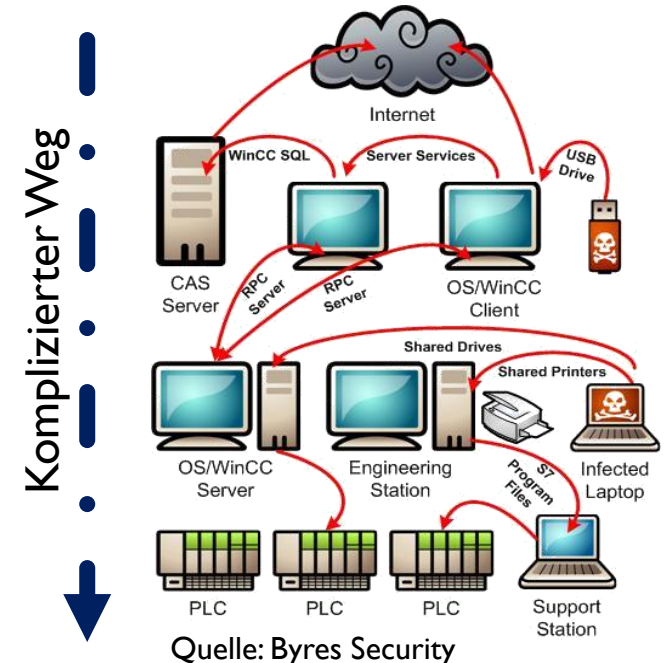 Komplizierter Weg
Internet
WinCC SQL
Server Services
USB
Drive
CAS
Server
RPC
Server
RPC
Server
OS/WinCC
Client
Shared Drives
Shared Printers
OS/WinCC
Server
Engineering
Station
S7
Program
Files
Infected
Laptop
PLC
PLC
PLC
Support
Station
Quelle: Byres Security